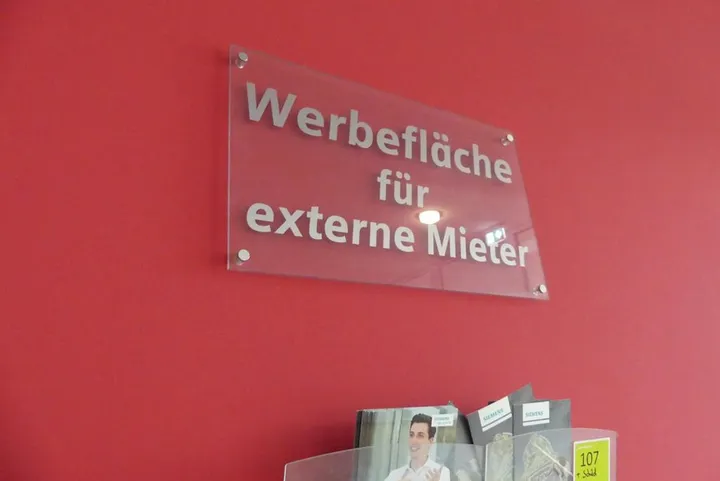 Werbefläche
für
externe Mieter
SIEMENS
SIEMENS
107